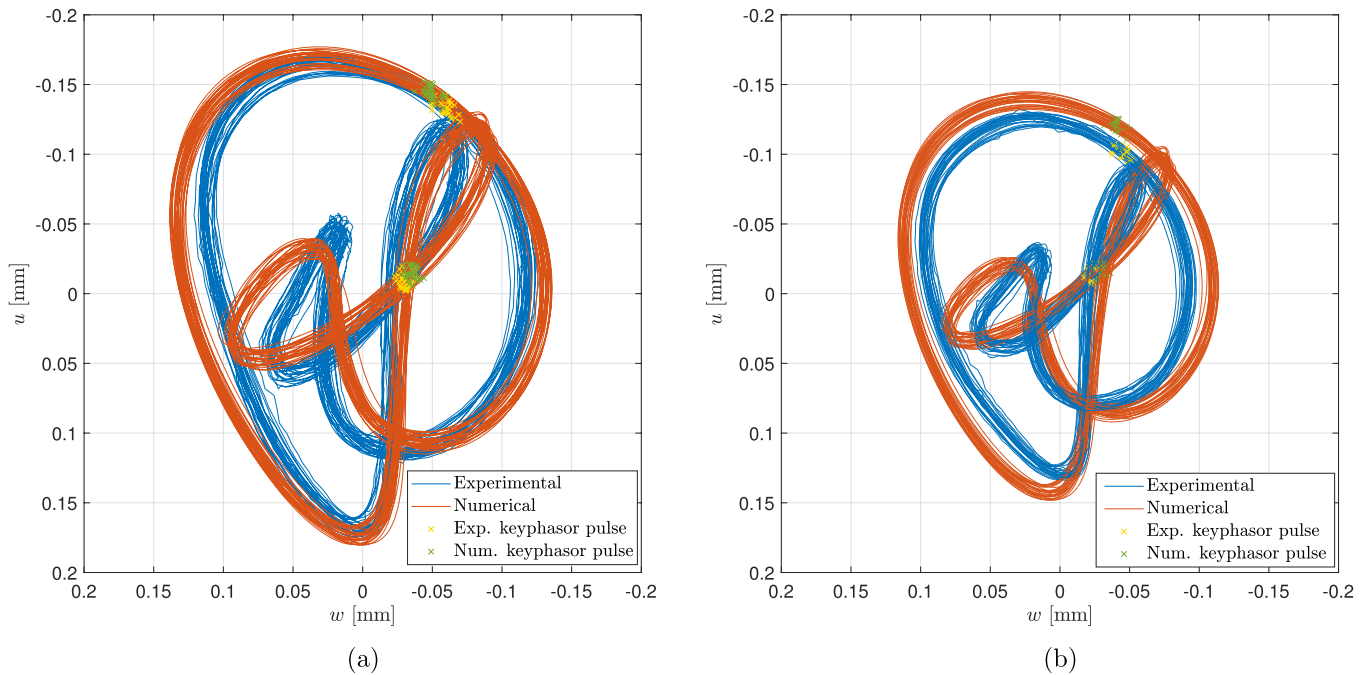 -0.2
-0.15
-0.1
-0.05
0
0.05
0.1
0.15
0.2
u [mm]
0.2 0.15 0.1 0.05 0 -0.05 -0.1 -0.15 -0.2
w [mm]
Experimental
Numerical
Exp. keyphasor pulse
Num. keyphasor pulse
(a)
-0.2
-0.15
-0.1
-0.05
0
0.05
0.1
0.15
0.2
u [mm]
0.2 0.15 0.1 0.05 0 -0.05 -0.1 -0.15 -0.2
w [mm]
Experimental
Numerical
Exp. keyphasor pulse
Num. keyphasor pulse
(b)